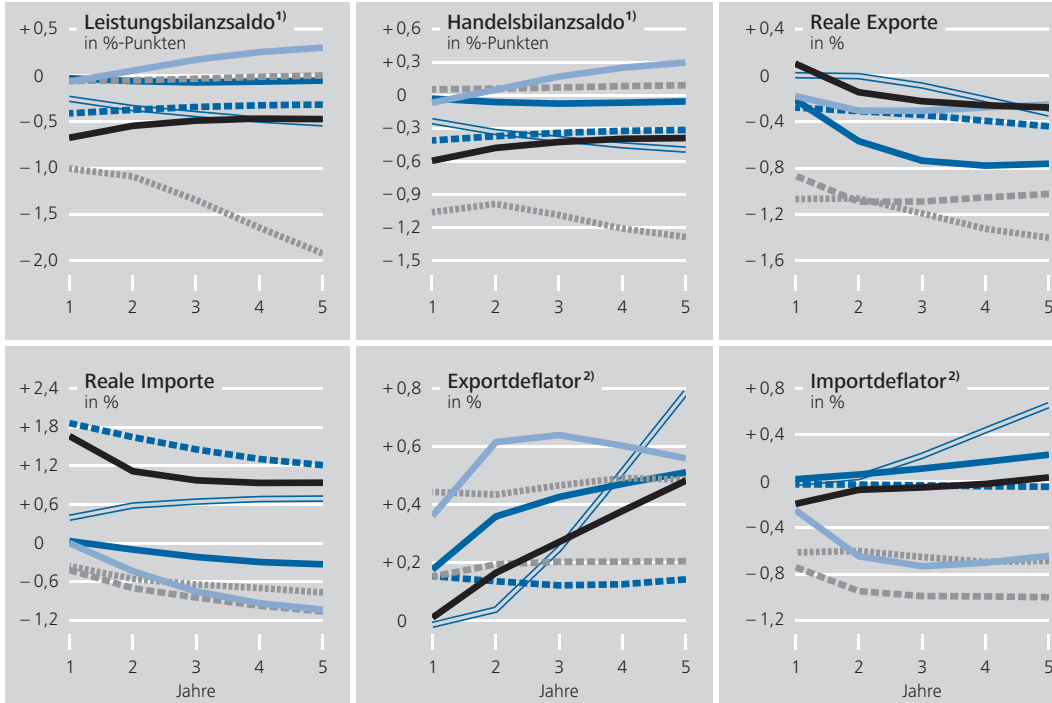 Leistungsbilanzsaldo¹⁾
in %-Punkten
+ 0,5
0
– 0,5
– 1,0
– 1,5
– 2,0
1 2 3 4 5
Handelsbilanzsaldo¹⁾
in %-Punkten
+ 0,6
+ 0,3
0
– 0,3
– 0,6
– 0,9
– 1,2
– 1,5
1 2 3 4 5
Reale Exporte
in %
+ 0,4
0
– 0,4
– 0,8
– 1,2
– 1,6
1 2 3 4 5
Reale Importe
in %
+ 2,4
+ 1,8
+ 1,2
+ 0,6
0
– 0,6
– 1,2
1 2 3 4 5
Jahre
Exportdeflator²⁾
in %
+ 0,8
+ 0,6
+ 0,4
+ 0,2
0
1 2 3 4 5
Jahre
Importdeflator²⁾
in %
+ 0,8
+ 0,4
0
– 0,4
– 0,8
– 1,2
1 2 3 4 5
Jahre